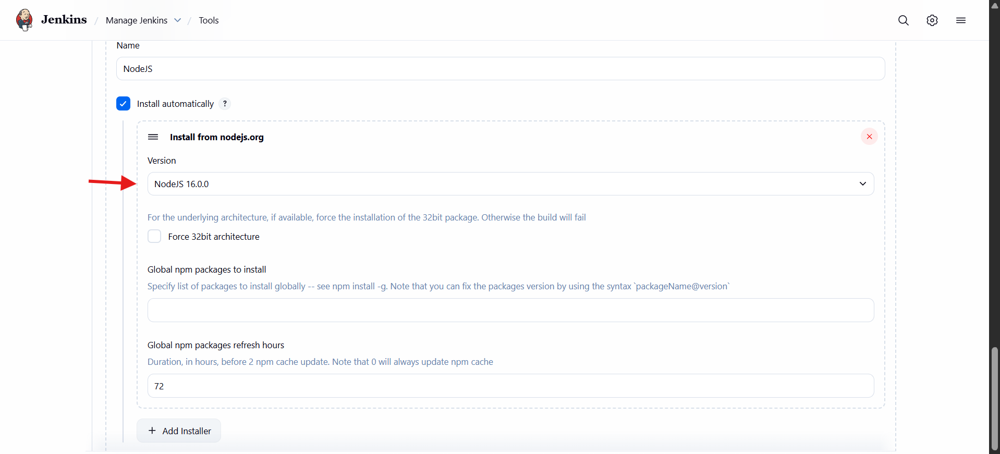 Jenkins / Manage Jenkins / Tools
Name
NodeJS
Install automatically ?
Install from nodejs.org
Version
NodeJS 16.0.0
For the underlying architecture, if available, force the installation of the 32bit package. Otherwise the build will fail
Force 32bit architecture
Global npm packages to install
Specify list of packages to install globally -- see npm install -g. Note that you can fix the packages version by using the syntax `packageName@version`
Global npm packages refresh hours
Duration, in hours, before 2 npm cache update. Note that 0 will always update npm cache
72
+ Add Installer